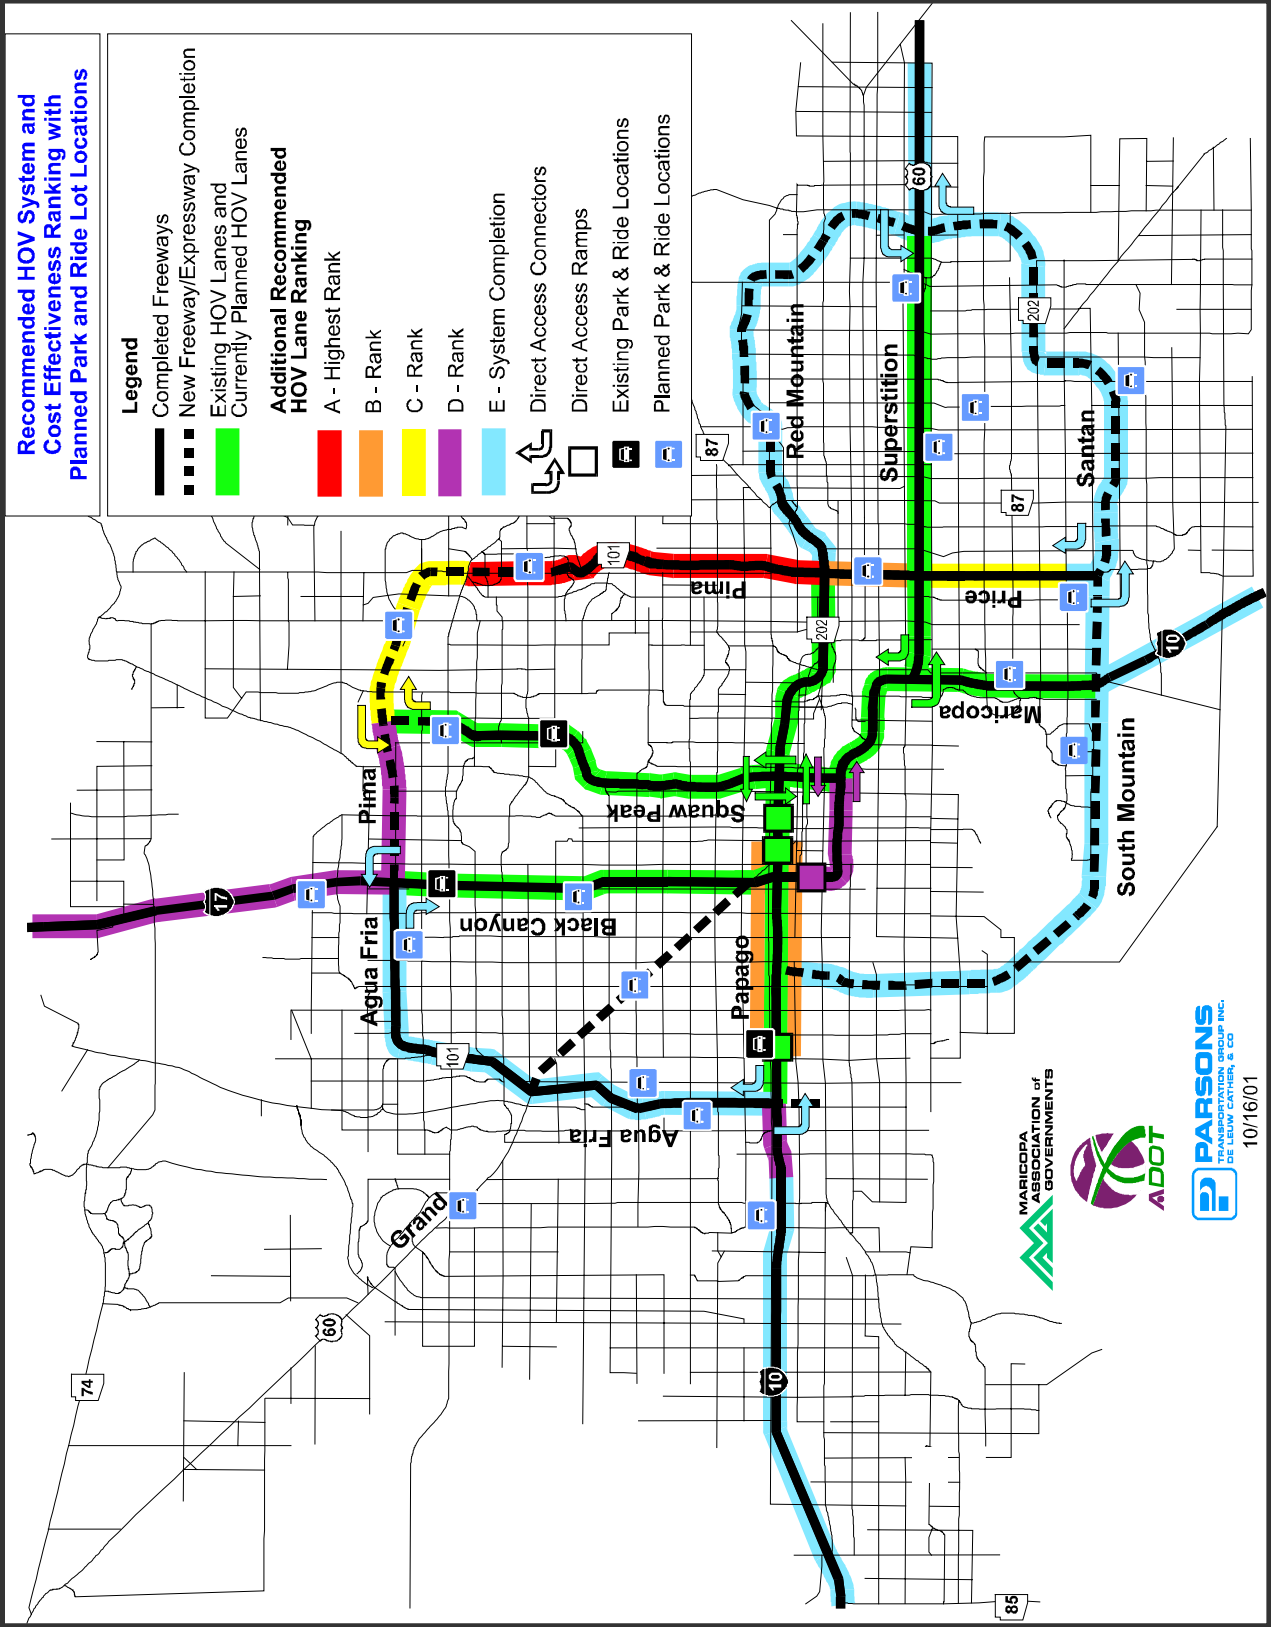 Recommended HOV System and
Cost Effectiveness Ranking with
Planned Park and Ride Lot Locations
Legend
Completed Freeways
New Freeway/Expressway Completion
Existing HOV Lanes and
Currently Planned HOV Lanes
Additional Recommended
HOV Lane Ranking
A - Highest Rank
B - Rank
C - Rank
D - Rank
E - System Completion
Direct Access Connectors
Direct Access Ramps
Existing Park & Ride Locations
Planned Park & Ride Locations
74
60
17
Pima
Agua Fria
101
Grand
Black Canyon
Squaw Peak
Agua Fria
Papago
10
85
Pima
101
87
Red Mountain
202
Superstition
60
202
87
Santan
Price
Maricopa
10
South Mountain
MARICOPA
ASSOCIATION of
GOVERNMENTS
ADOT
PARSONS
TRANSPORTATION GROUP INC.
DE LEUW CATHER, & CO
10/16/01